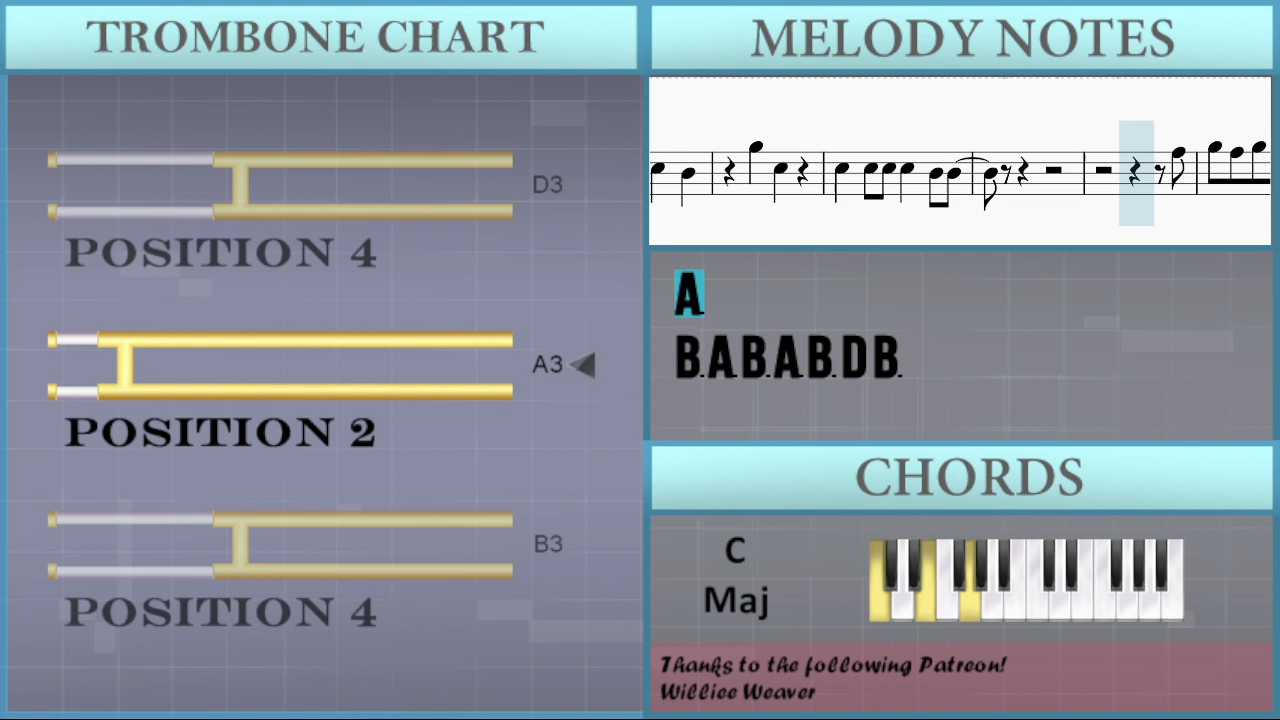 TROMBONE CHART
D3
POSITION 4
A3
POSITION 2
B3
POSITION 4
MELODY NOTES
A
B.A.B.A.B.D B.
CHORDS
C
Maj
Thanks to the following Patreon!
Williee Weaver